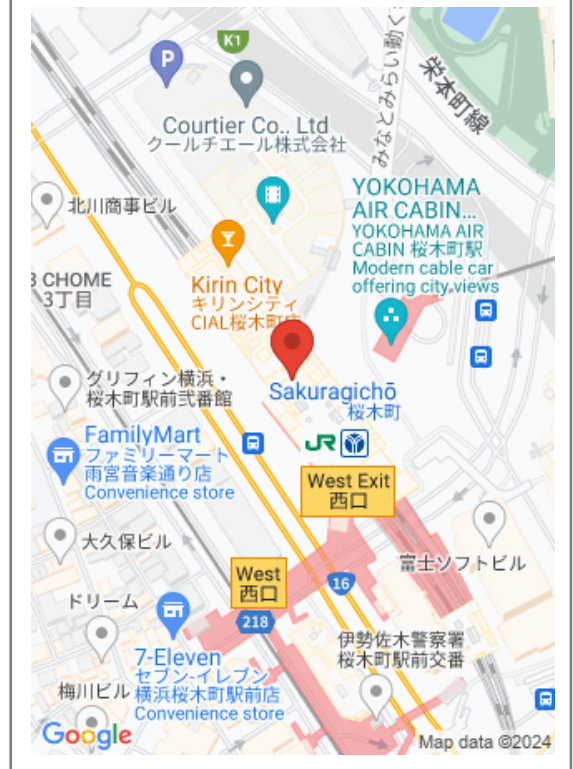 K1
P
Courtier Co.. Ltd
クールチエール株式会社
みなとみらい動く
栄本町線
YOKOHAMA
AIR CABIN...
YOKOHAMA AIR
CABIN 桜木町駅
Modern cable car
offering city views
北川商事ビル
Kirin City
キリンシティ
CIAL桜木町店
3 CHOME
3丁目
Sakuragichō
桜木町
グリフィン横浜・
桜木町駅前弐番館
JR
FamilyMart
ファミリーマート
雨宮音楽通り店
Convenience store
West Exit
西口
大久保ビル
富士ソフトビル
West
西口
16
218
ドリーム
伊勢佐木警察署
桜木町駅前交番
7-Eleven
セブン-イレブン
横浜桜木町駅前店
Convenience store
梅川ビル
Google
Map data ©2024